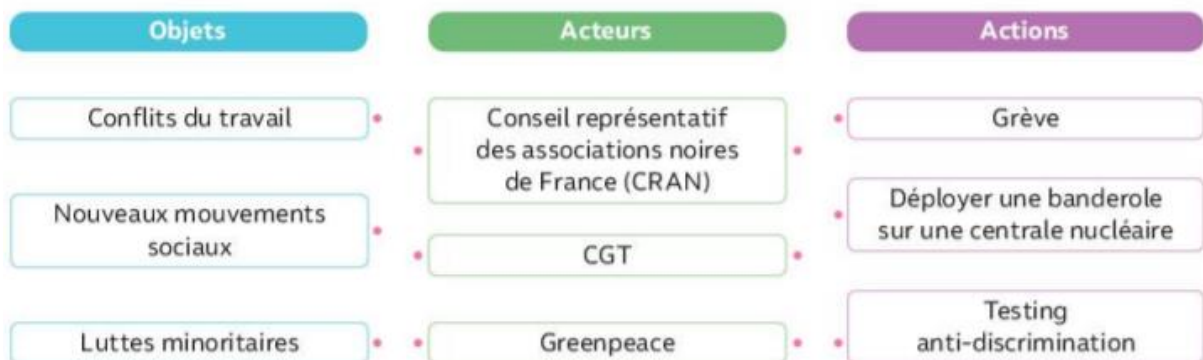 Objets
Acteurs
Actions
Conflits du travail
Conseil représentatif
des associations noires
de France (CRAN)
Grève
Nouveaux mouvements
sociaux
CGT
Déployer une banderole
sur une centrale nucléaire
Luttes minoritaires
Greenpeace
Testing
anti-discrimination